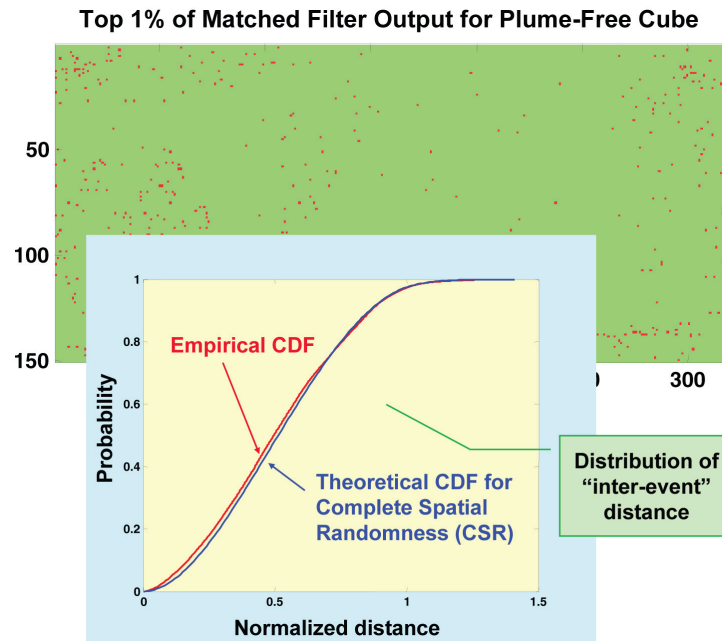 Top 1% of Matched Filter Output for Plume-Free Cube
50
100
150
300
1
0.8
0.6
0.4
0.2
0
0
0.5
1
1.5
Probability
Normalized distance
Empirical CDF
Theoretical CDF for
Complete Spatial
Randomness (CSR)
Distribution of
“inter-event”
distance